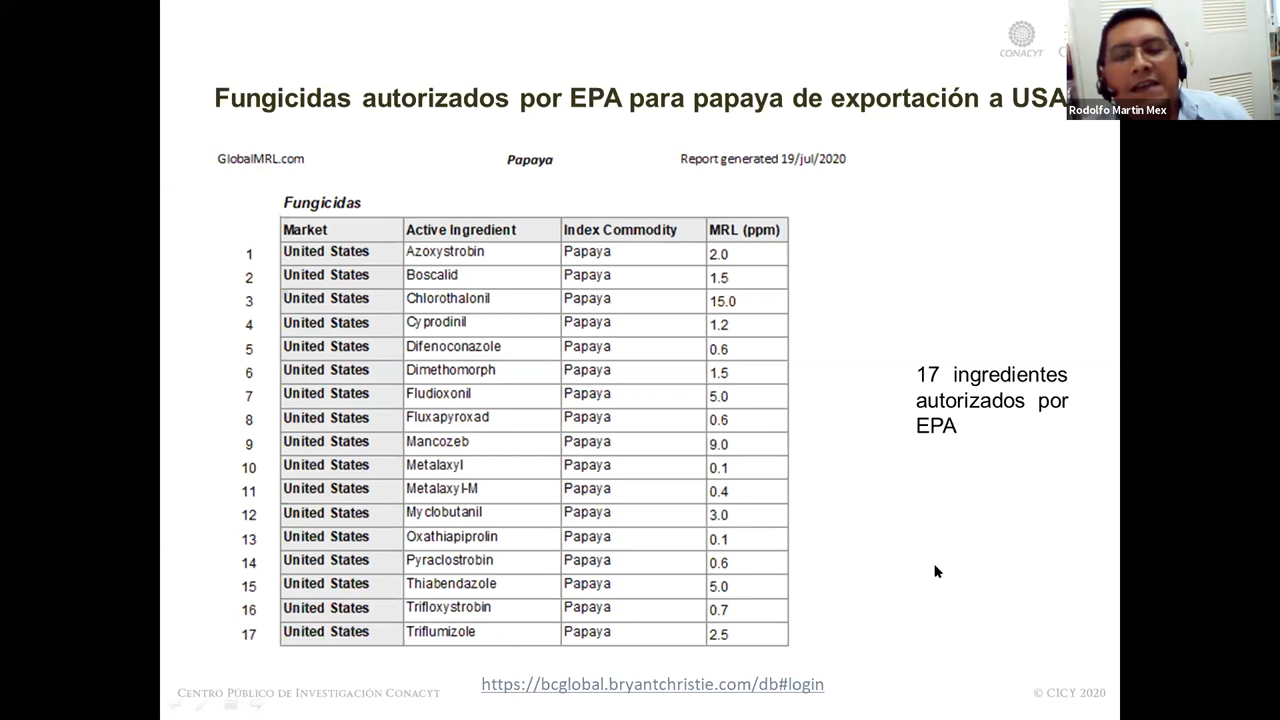 CONACYT
Fungicidas autorizados por EPA para papaya de exportación a USA
Rodolfo Martin Mex
GlobalMRL.com Papaya Report generated 19/jul/2020
Fungicidas
Market Active Ingredient Index Commodity MRL (ppm)
1 United States Azoxystrobin Papaya 2.0
2 United States Boscalid Papaya 1.5
3 United States Chlorothalonil Papaya 15.0
4 United States Cyprodinil Papaya 1.2
5 United States Difenoconazole Papaya 0.6
6 United States Dimethomorph Papaya 1.5
7 United States Fludioxonil Papaya 5.0
8 United States Fluxapyroxad Papaya 0.6
9 United States Mancozeb Papaya 9.0
10 United States Metalaxyl Papaya 0.1
11 United States Metalaxyl-M Papaya 0.4
12 United States Myclobutanil Papaya 3.0
13 United States Oxathiapiprolin Papaya 0.1
14 United States Pyraclostrobin Papaya 0.6
15 United States Thiabendazole Papaya 5.0
16 United States Trifloxystrobin Papaya 0.7
17 United States Triflumizole Papaya 2.5
17 ingredientes
autorizados por
EPA
https://bcglobal.bryantchristie.com/db#login
CENTRO PÚBLICO DE INVESTIGACIÓN CONACYT
© CICY 2020